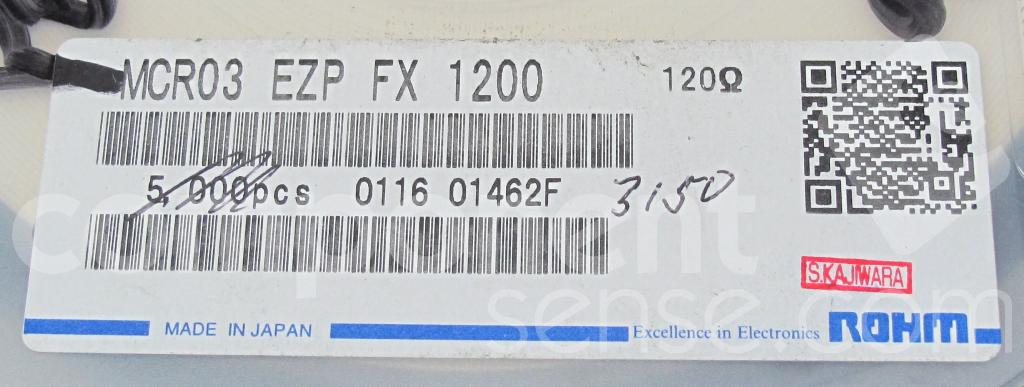 MCR03 EZP FX 1200 120Ω
5,000pcs 0116 01462F 3150
S.KAJIWARA
MADE IN JAPAN Excellence in Electronics ROHM
component
sense.com